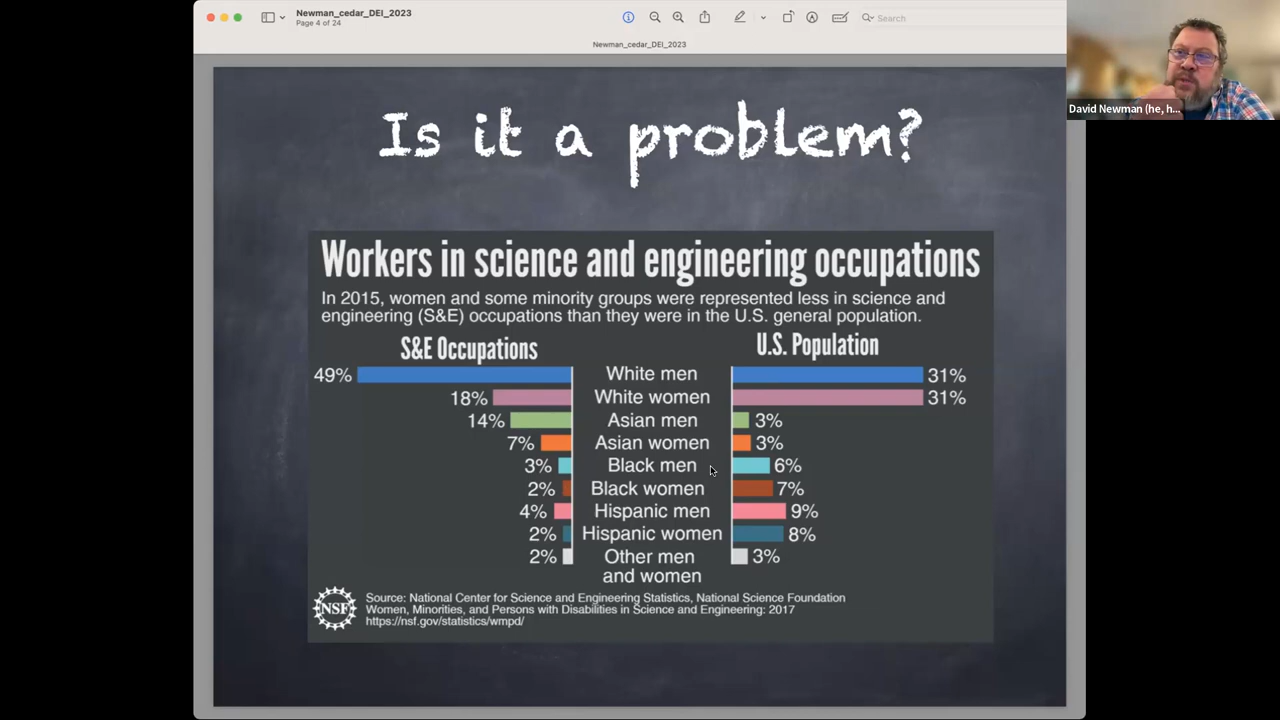 Newman_cedar_DEI_2023
Page 4 of 24
Search
Newman_cedar_DEI_2023
David Newman (he, h...
Is it a problem?
Workers in science and engineering occupations
In 2015, women and some minority groups were represented less in science and
engineering (S&E) occupations than they were in the U.S. general population.
S&E Occupations U.S. Population
49% White men 31%
18% White women 31%
14% Asian men 3%
7% Asian women 3%
3% Black men 6%
2% Black women 7%
4% Hispanic men 9%
2% Hispanic women 8%
2% Other men 3%
and women
NSF
Source: National Center for Science and Engineering Statistics, National Science Foundation
Women, Minorities, and Persons with Disabilities in Science and Engineering: 2017
https://nsf.gov/statistics/wmpd/